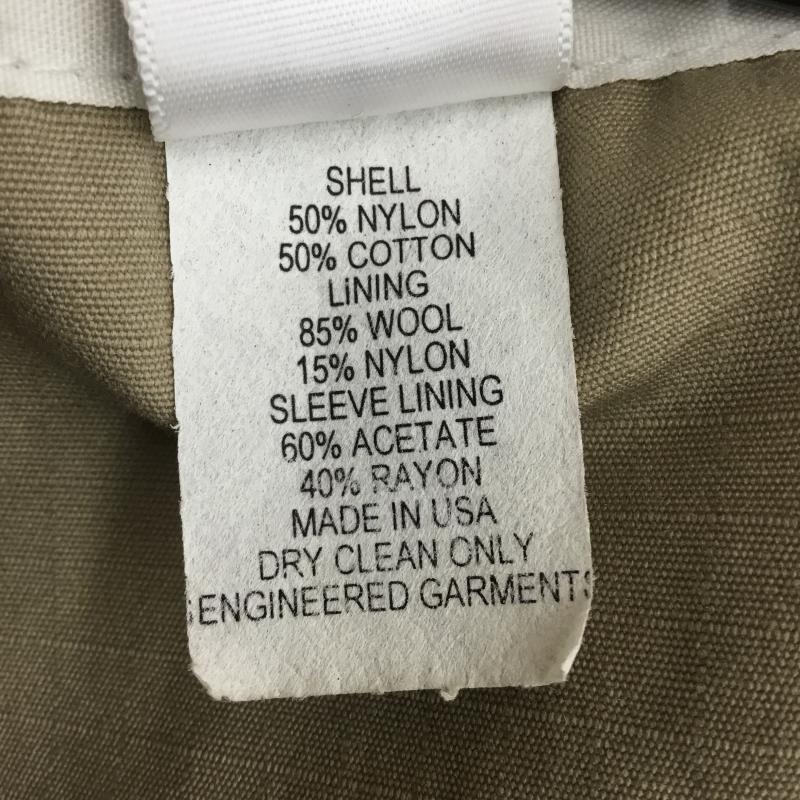 SHELL
50% NYLON
50% COTTON
LiNING
85% WOOL
15% NYLON
SLEEVE LINING
60% ACETATE
40% RAYON
MADE IN USA
DRY CLEAN ONLY
ENGINEERED GARMENTS